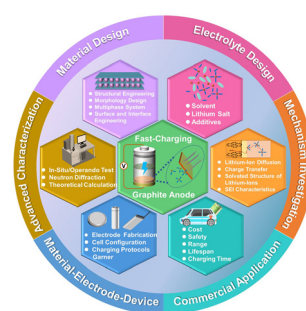 Material Design
Electrolyte Design
Structural Engineering
Morphology Design
Multiphase System
Surface and Interface
Engineering
Solvent
Lithium Salt
Additives
Advanced Characterization
In-Situ/Operando Test
Neutron Diffraction
Theoretical Calculation
Fast-Charging
V
Graphite Anode
Mechanism Investigation
Lithium-ion Diffusion
Charge Transfer
Solvated Structure of
Lithium-ions
SEI Characteristics
Electrode Fabrication
Cell Configuration
Charging Protocols
Garner
Cost
Safety
Range
Lifespan
Charging Time
Material-Electrode-Device
Commercial Application